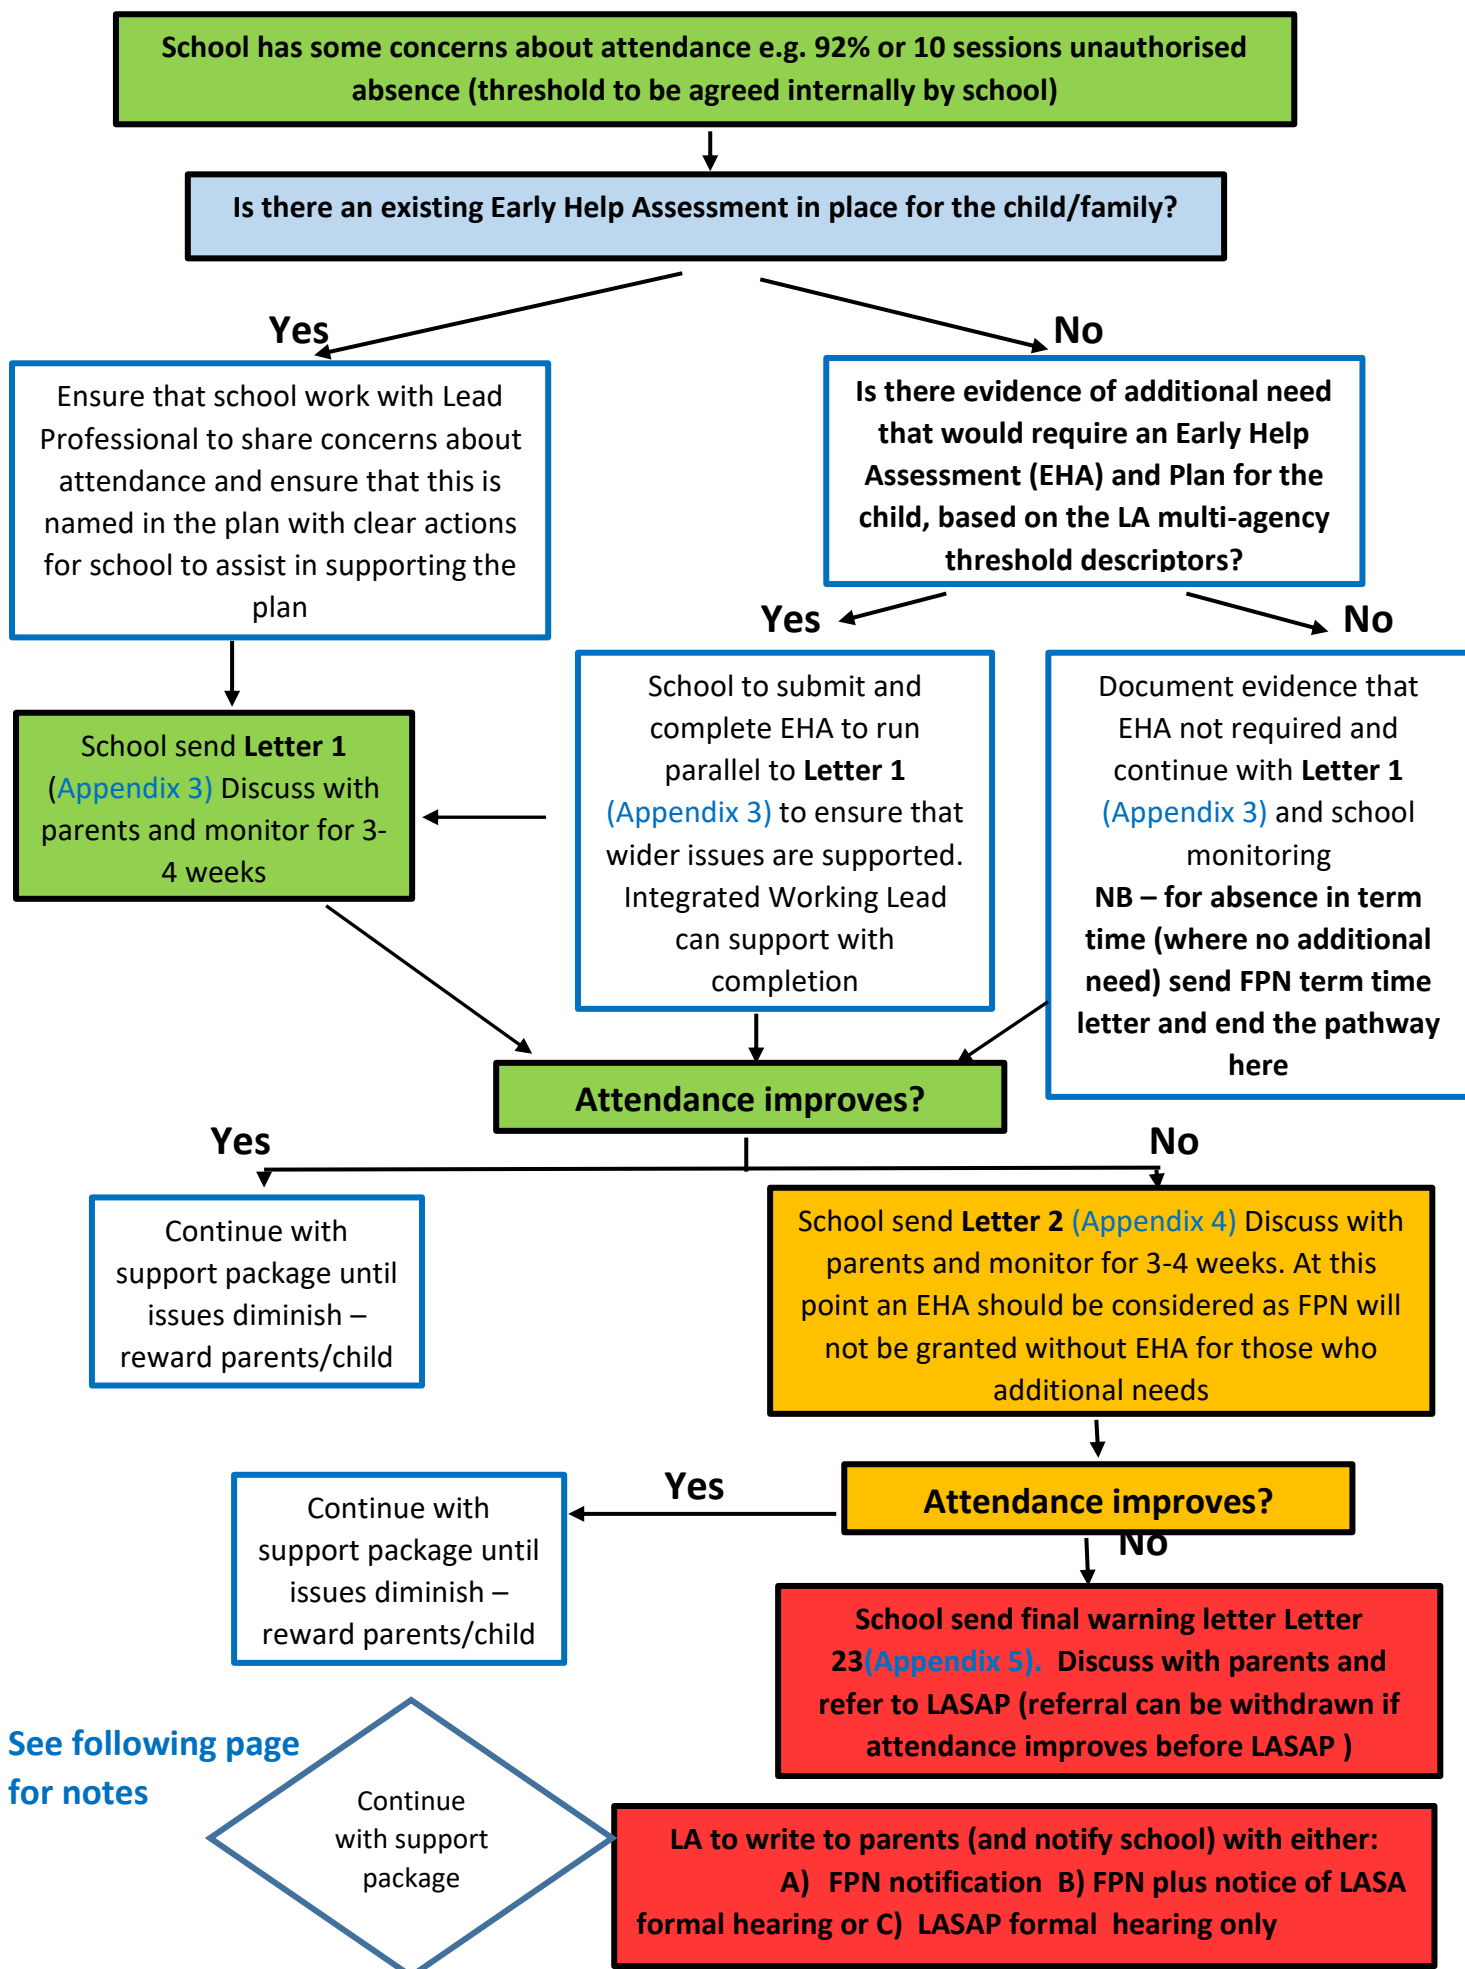 School has some concerns about attendance e.g. 92% or 10 sessions unauthorised
absence (threshold to be agreed internally by school)
Is there an existing Early Help Assessment in place for the child/family?
Yes
No
Ensure that school work with Lead
Professional to share concerns about
attendance and ensure that this is
named in the plan with clear actions
for school to assist in supporting the
plan
Is there evidence of additional need
that would require an Early Help
Assessment (EHA) and Plan for the
child, based on the LA multi-agency
threshold descriptors?
Yes
No
School send Letter 1
(Appendix 3) Discuss with
parents and monitor for 3-
4 weeks
School to submit and
complete EHA to run
parallel to Letter 1
(Appendix 3) to ensure that
wider issues are supported.
Integrated Working Lead
can support with
completion
Document evidence that
EHA not required and
continue with Letter 1
(Appendix 3) and school
monitoring
NB – for absence in term
time (where no additional
need) send FPN term time
letter and end the pathway
here
Attendance improves?
Yes
No
Continue with
support package until
issues diminish –
reward parents/child
School send Letter 2 (Appendix 4) Discuss with
parents and monitor for 3-4 weeks. At this
point an EHA should be considered as FPN will
not be granted without EHA for those who
additional needs
Attendance improves?
Yes
No
Continue with
support package until
issues diminish –
reward parents/child
School send final warning letter Letter
23(Appendix 5). Discuss with parents and
refer to LASAP (referral can be withdrawn if
attendance improves before LASAP )
See following page
for notes
Continue
with support
package
LA to write to parents (and notify school) with either:
A) FPN notification B) FPN plus notice of LASA
formal hearing or C) LASAP formal hearing only